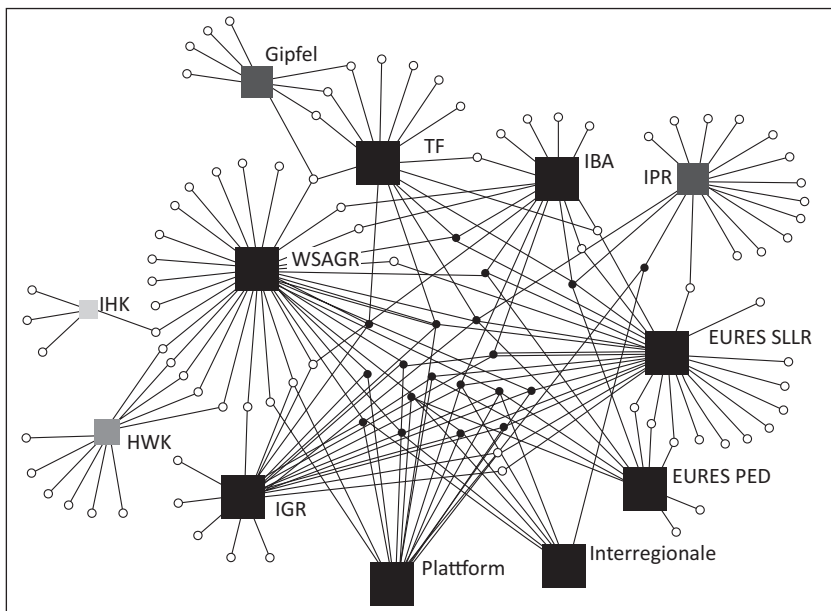 Gipfel
TF
IBA
IPR
WSAGR
IHK
EURES SLLR
HWK
EURES PED
IGR
Interregionale
Plattform